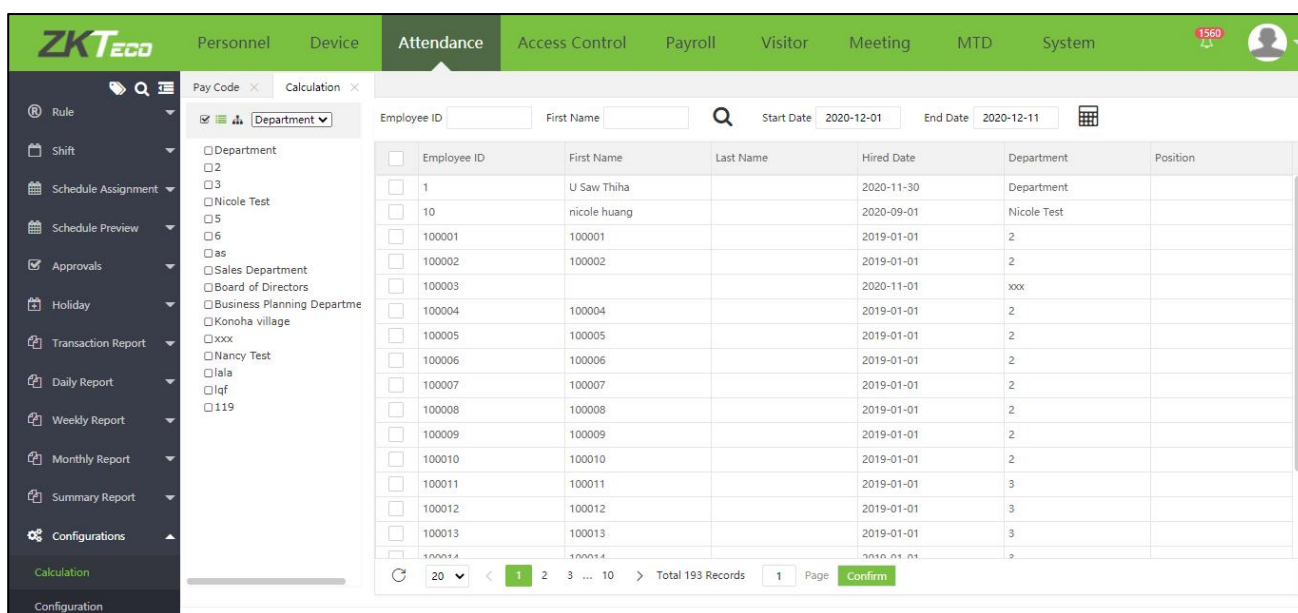 ZKTECO Personnel Device Attendance Access Control Payroll Visitor Meeting MTD System 1560
Pay Code Calculation
Rule
Shift
Schedule Assignment
Schedule Preview
Approvals
Holiday
Transaction Report
Daily Report
Weekly Report
Monthly Report
Summary Report
Configurations
Calculation
Configuration
Department
Department
2
3
Nicole Test
5
6
as
Sales Department
Board of Directors
Business Planning Departme
Konoha village
xxx
Nancy Test
lala
lqf
119
Employee ID First Name Start Date 2020-12-01 End Date 2020-12-11
Employee ID First Name Last Name Hired Date Department Position
1 U Saw Thiha 2020-11-30 Department
10 nicole huang 2020-09-01 Nicole Test
100001 100001 2019-01-01 2
100002 100002 2019-01-01 2
100003 2020-11-01 xxx
100004 100004 2019-01-01 2
100005 100005 2019-01-01 2
100006 100006 2019-01-01 2
100007 100007 2019-01-01 2
100008 100008 2019-01-01 2
100009 100009 2019-01-01 2
100010 100010 2019-01-01 2
100011 100011 2019-01-01 3
100012 100012 2019-01-01 3
100013 100013 2019-01-01 3
100014 100014 2019-01-01 3
20 < 1 2 3 ... 10 > Total 193 Records 1 Page Confirm